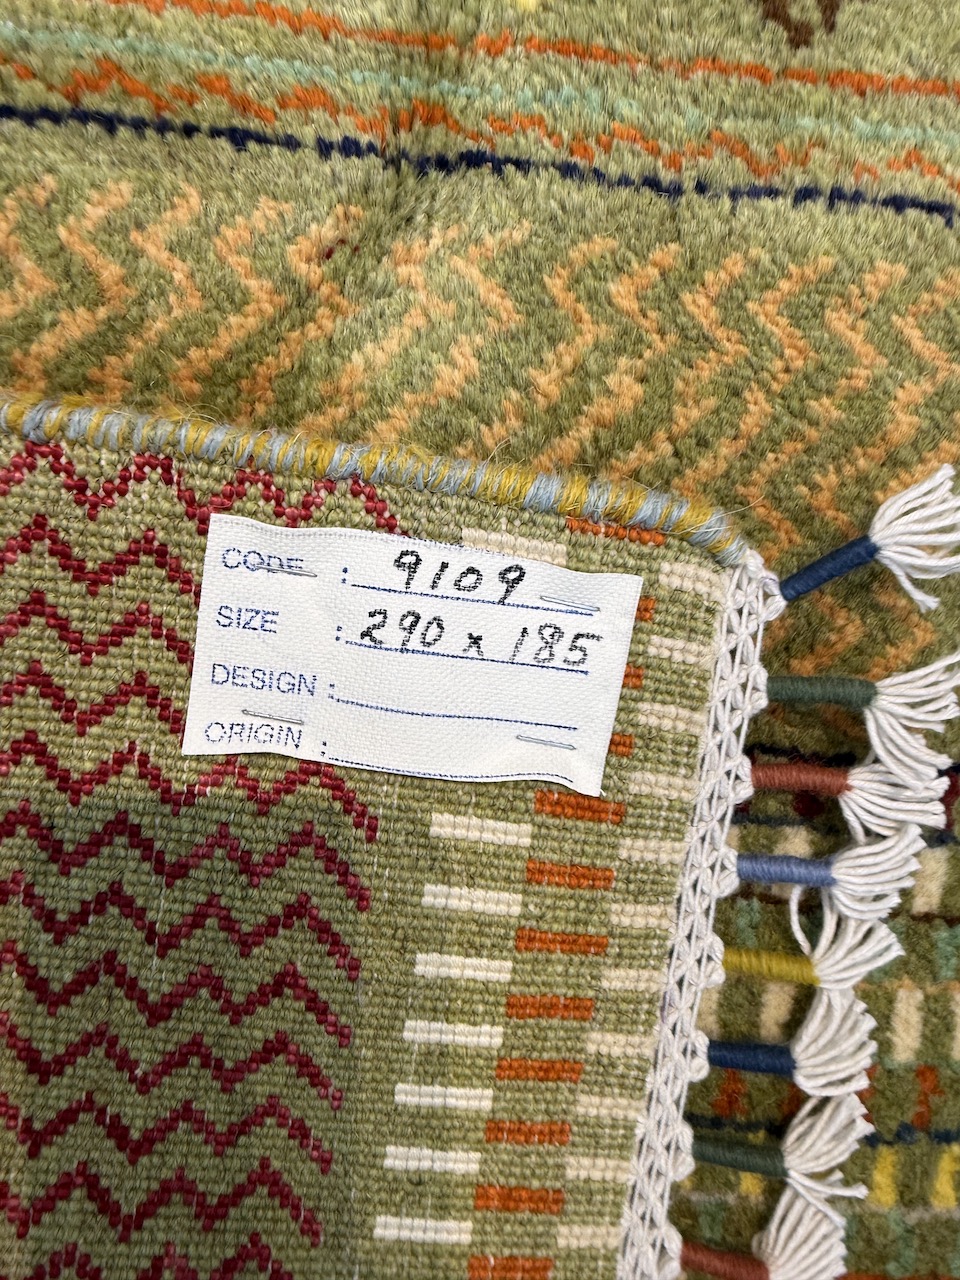 CODE : 9109
SIZE : 290 x 185
DESIGN :
ORIGIN :